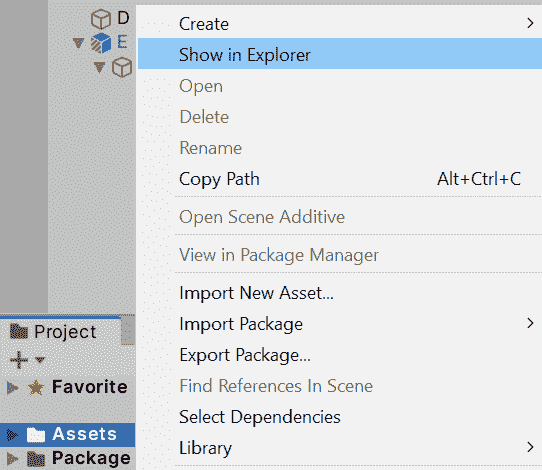 D
E
Create
Show in Explorer
Open
Delete
Rename
Copy Path Alt+Ctrl+C
Open Scene Additive
View in Package Manager
Import New Asset...
Import Package
Export Package...
Find References In Scene
Select Dependencies
Library
Project
Favorite
Assets
Package